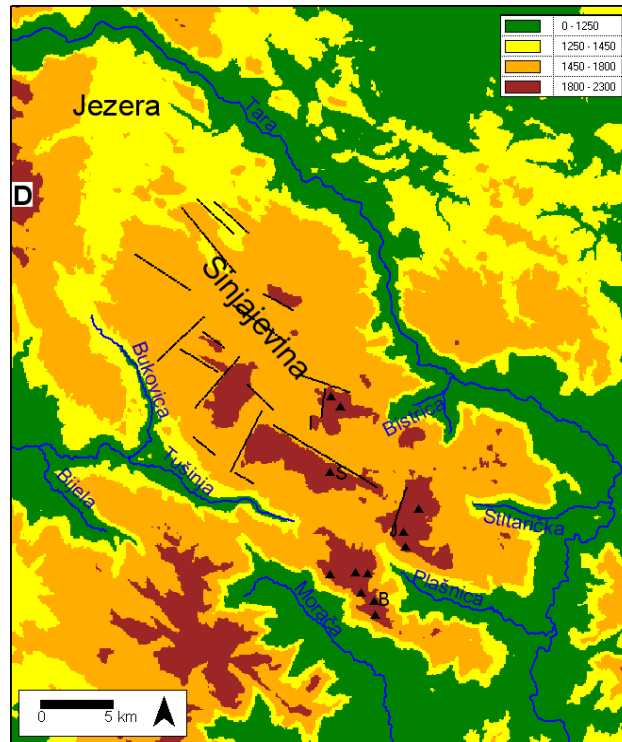 0 - 1250
1250 - 1450
1450 - 1800
1800 - 2300
Jezera
Tara
D
Sinjajevina
Bukovica
Bistrica
I
Tušinja
S
Bijela
Štitarička
J
Plašnica
B
Morača
0 5 km